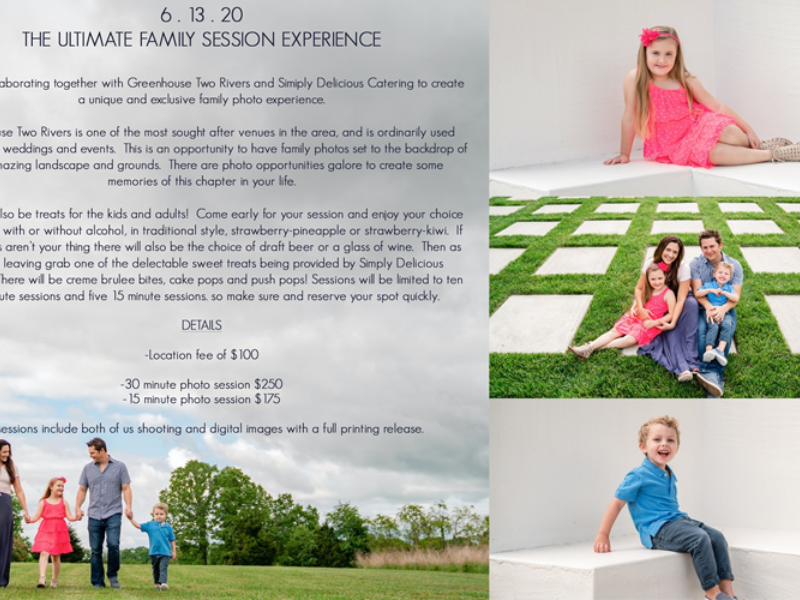 6 . 13 . 20
THE ULTIMATE FAMILY SESSION EXPERIENCE
together with Greenhouse Two Rivers and Simiply Delicious Catering to create
a unique and exclusive family photo experience.
Two Rivers is one of the most sought after venues in the area, and is ordinarily used
weddings and events. This is an opportunity to have family photos set to the backdrop of
landscape and grounds. There are photo opportunities galore to create some
memories of this chapter in your life.
be treats for the kids and adults! Come early for your session and enjoy your choice
with or without alcohol, in traditional style, strawberry-pineapple or strawberry-kiwi. If
aren't your thing there will also be the choice of draft beer or a glass of wine. Then as
leaving grab one of the delectable sweet treats being provided by Simply Delicious
There will be creme brulee bites, cake pops and push pops! Sessions will be limited to ten
sessions and five 15 minute sessions. so make sure and reserve your spot quickly.
DETAILS
-Location fee of $100
-30 minute photo session $250
-15 minute photo session $175
sessions include both of us shooting and digital images with a full printing release.